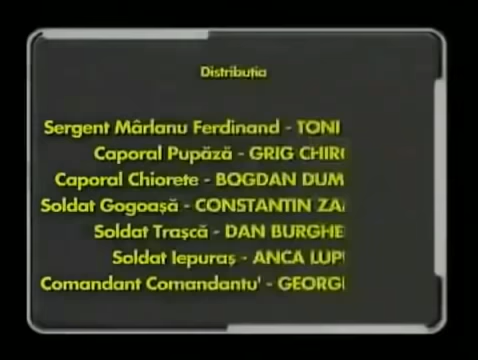 Distribuția
Sergent Mârlanu Ferdinand - TONI
Caporal Pupăză - GRIG
Caporal Chiorete - BOGDAN
Soldat Gogoașă - CONSTANTIN
Soldat Trașcă - DAN
Soldat Iepuraș - ANCA
Comandant Comandantu' -